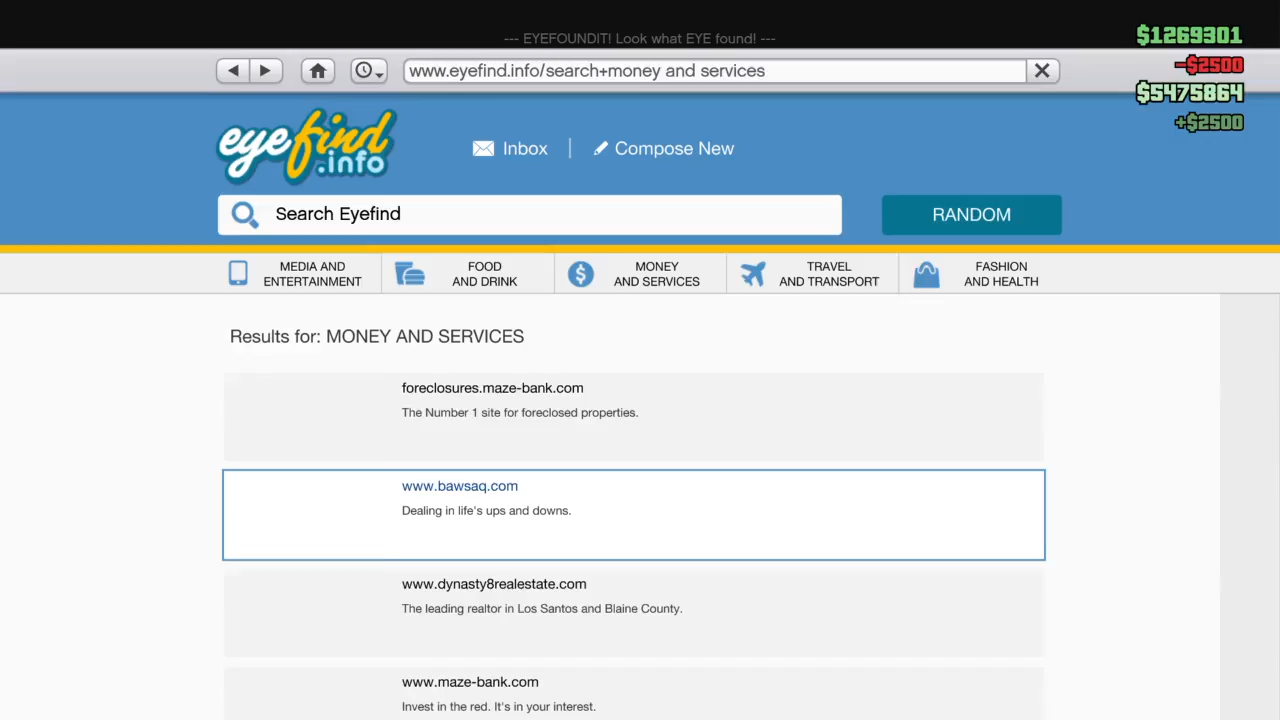 --- EYEFOUNDIT! Look what EYE found! ---
$1269301
-$2500
$5475864
+$2500
www.eyefind.info/search+money and services
eyefind
.info
Inbox
Compose New
Search Eyefind
RANDOM
MEDIA AND
ENTERTAINMENT
FOOD
AND DRINK
MONEY
AND SERVICES
TRAVEL
AND TRANSPORT
FASHION
AND HEALTH
Results for: MONEY AND SERVICES
foreclosures.maze-bank.com
The Number 1 site for foreclosed properties.
www.bawsaq.com
Dealing in life's ups and downs.
www.dynasty8realestate.com
The leading realtor in Los Santos and Blaine County.
www.maze-bank.com
Invest in the red. It's in your interest.